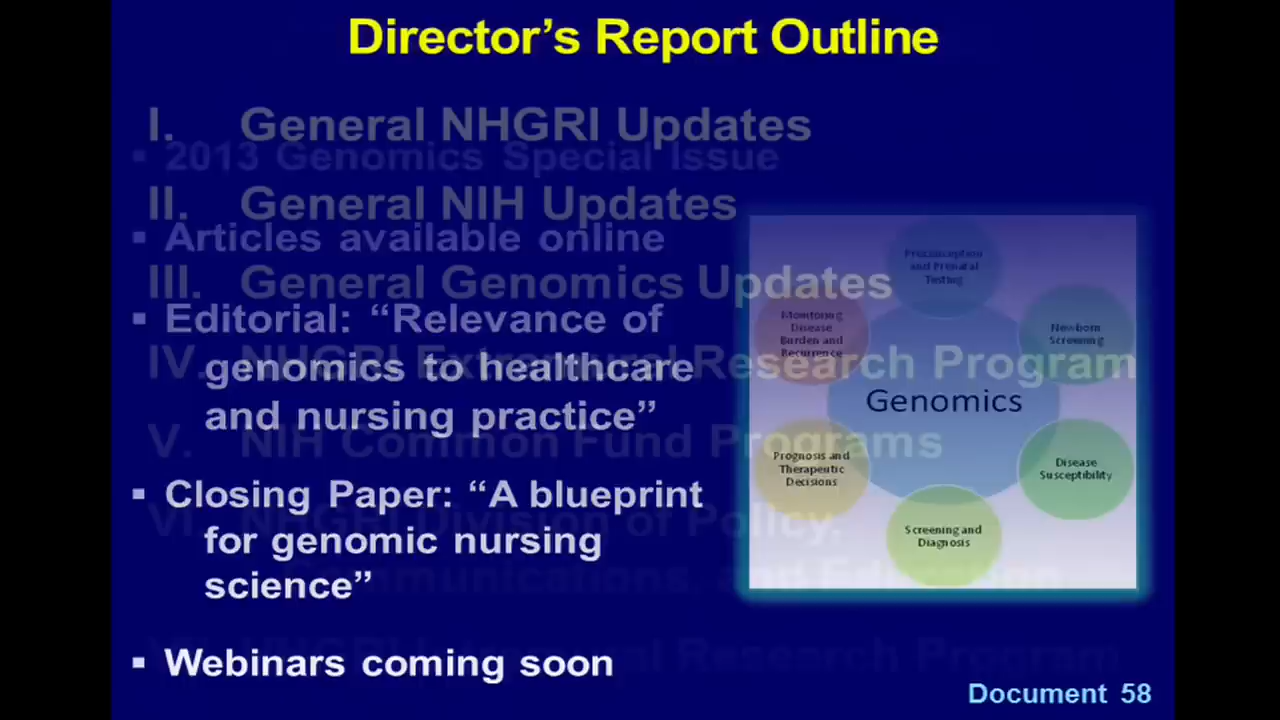 Director's Report Outline
I. General NHGRI Updates
▪ 2013 Genomics Special Issue
II. General NIH Updates
▪ Articles available online
III. General Genomics Updates
▪ Editorial: “Relevance of
genomics to healthcare
and nursing practice”
IV. NHGRI Extramural Research Program
V. NIH Common Fund Programs
▪ Closing Paper: “A blueprint
for genomic nursing
science”
VI. NHGRI Division of Policy,
Communications, and Education
VII. NHGRI Intramural Research Program
▪ Webinars coming soon
Preconception
and Prenatal
Testing
Newborn
Screening
Disease
Susceptibility
Screening and
Diagnosis
Prognosis and
Therapeutic
Decisions
Monitoring
Disease
Burden and
Recurrence
Genomics
Document 58